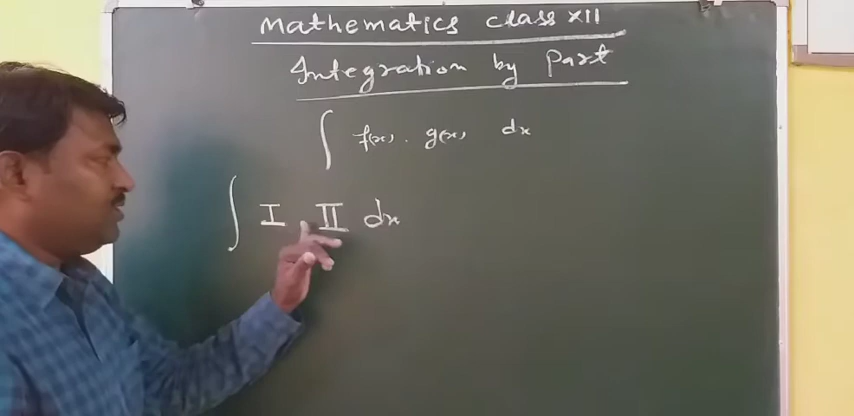 Mathematics class XII
Integration by Part
∫ f(x) . g(x) dx
∫ I . II dx